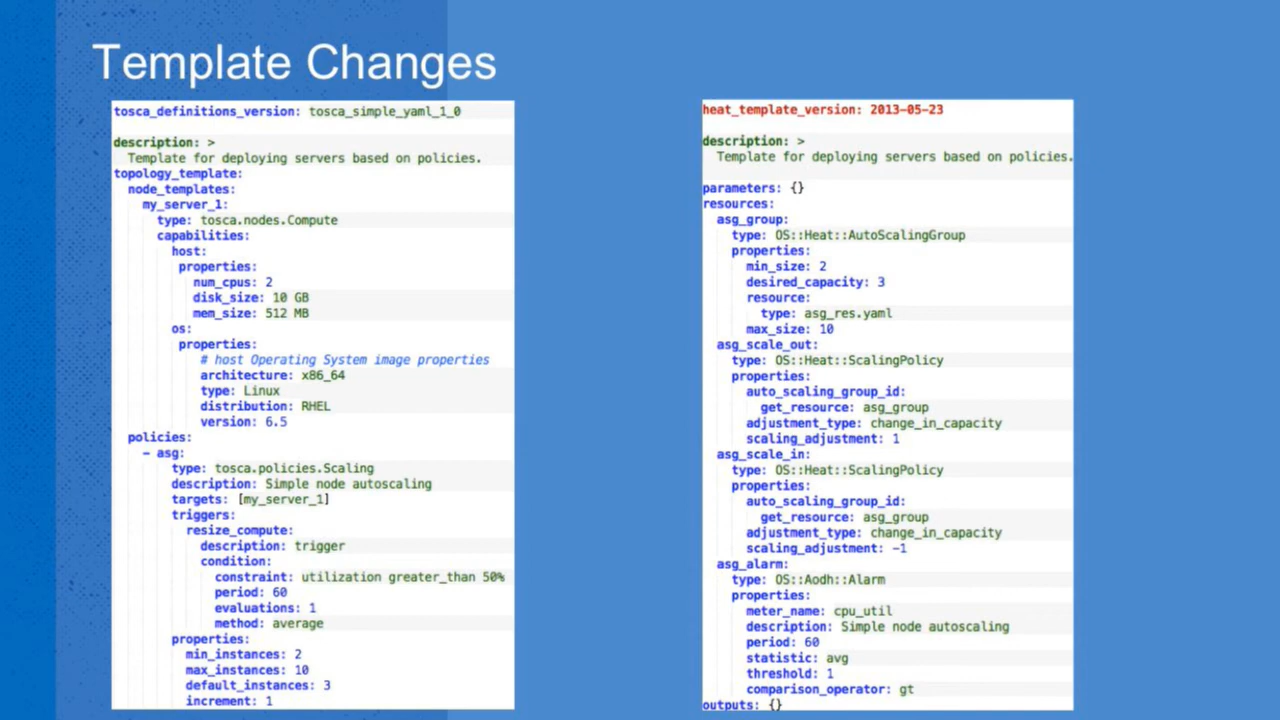 Template Changes
tosca_definitions_version: tosca_simple_yaml_1_0
description: >
Template for deploying servers based on policies.
topology_template:
node_templates:
my_server_1:
type: tosca.nodes.Compute
capabilities:
host:
properties:
num_cpus: 2
disk_size: 10 GB
mem_size: 512 MB
os:
properties:
# host Operating System image properties
architecture: x86_64
type: Linux
distribution: RHEL
version: 6.5
policies:
- asg:
type: tosca.policies.Scaling
description: Simple node autoscaling
targets: [my_server_1]
triggers:
resize_compute:
description: trigger
condition:
constraint: utilization greater_than 50%
period: 60
evaluations: 1
method: average
properties:
min_instances: 2
max_instances: 10
default_instances: 3
increment: 1
heat_template_version: 2013-05-23
description: >
Template for deploying servers based on policies.
parameters: {}
resources:
asg_group:
type: OS::Heat::AutoScalingGroup
properties:
min_size: 2
desired_capacity: 3
resource:
type: asg_res.yaml
max_size: 10
asg_scale_out:
type: OS::Heat::ScalingPolicy
properties:
auto_scaling_group_id:
get_resource: asg_group
adjustment_type: change_in_capacity
scaling_adjustment: 1
asg_scale_in:
type: OS::Heat::ScalingPolicy
properties:
auto_scaling_group_id:
get_resource: asg_group
adjustment_type: change_in_capacity
scaling_adjustment: -1
asg_alarm:
type: OS::Aodh::Alarm
properties:
meter_name: cpu_util
description: Simple node autoscaling
period: 60
statistic: avg
threshold: 1
comparison_operator: gt
outputs: {}